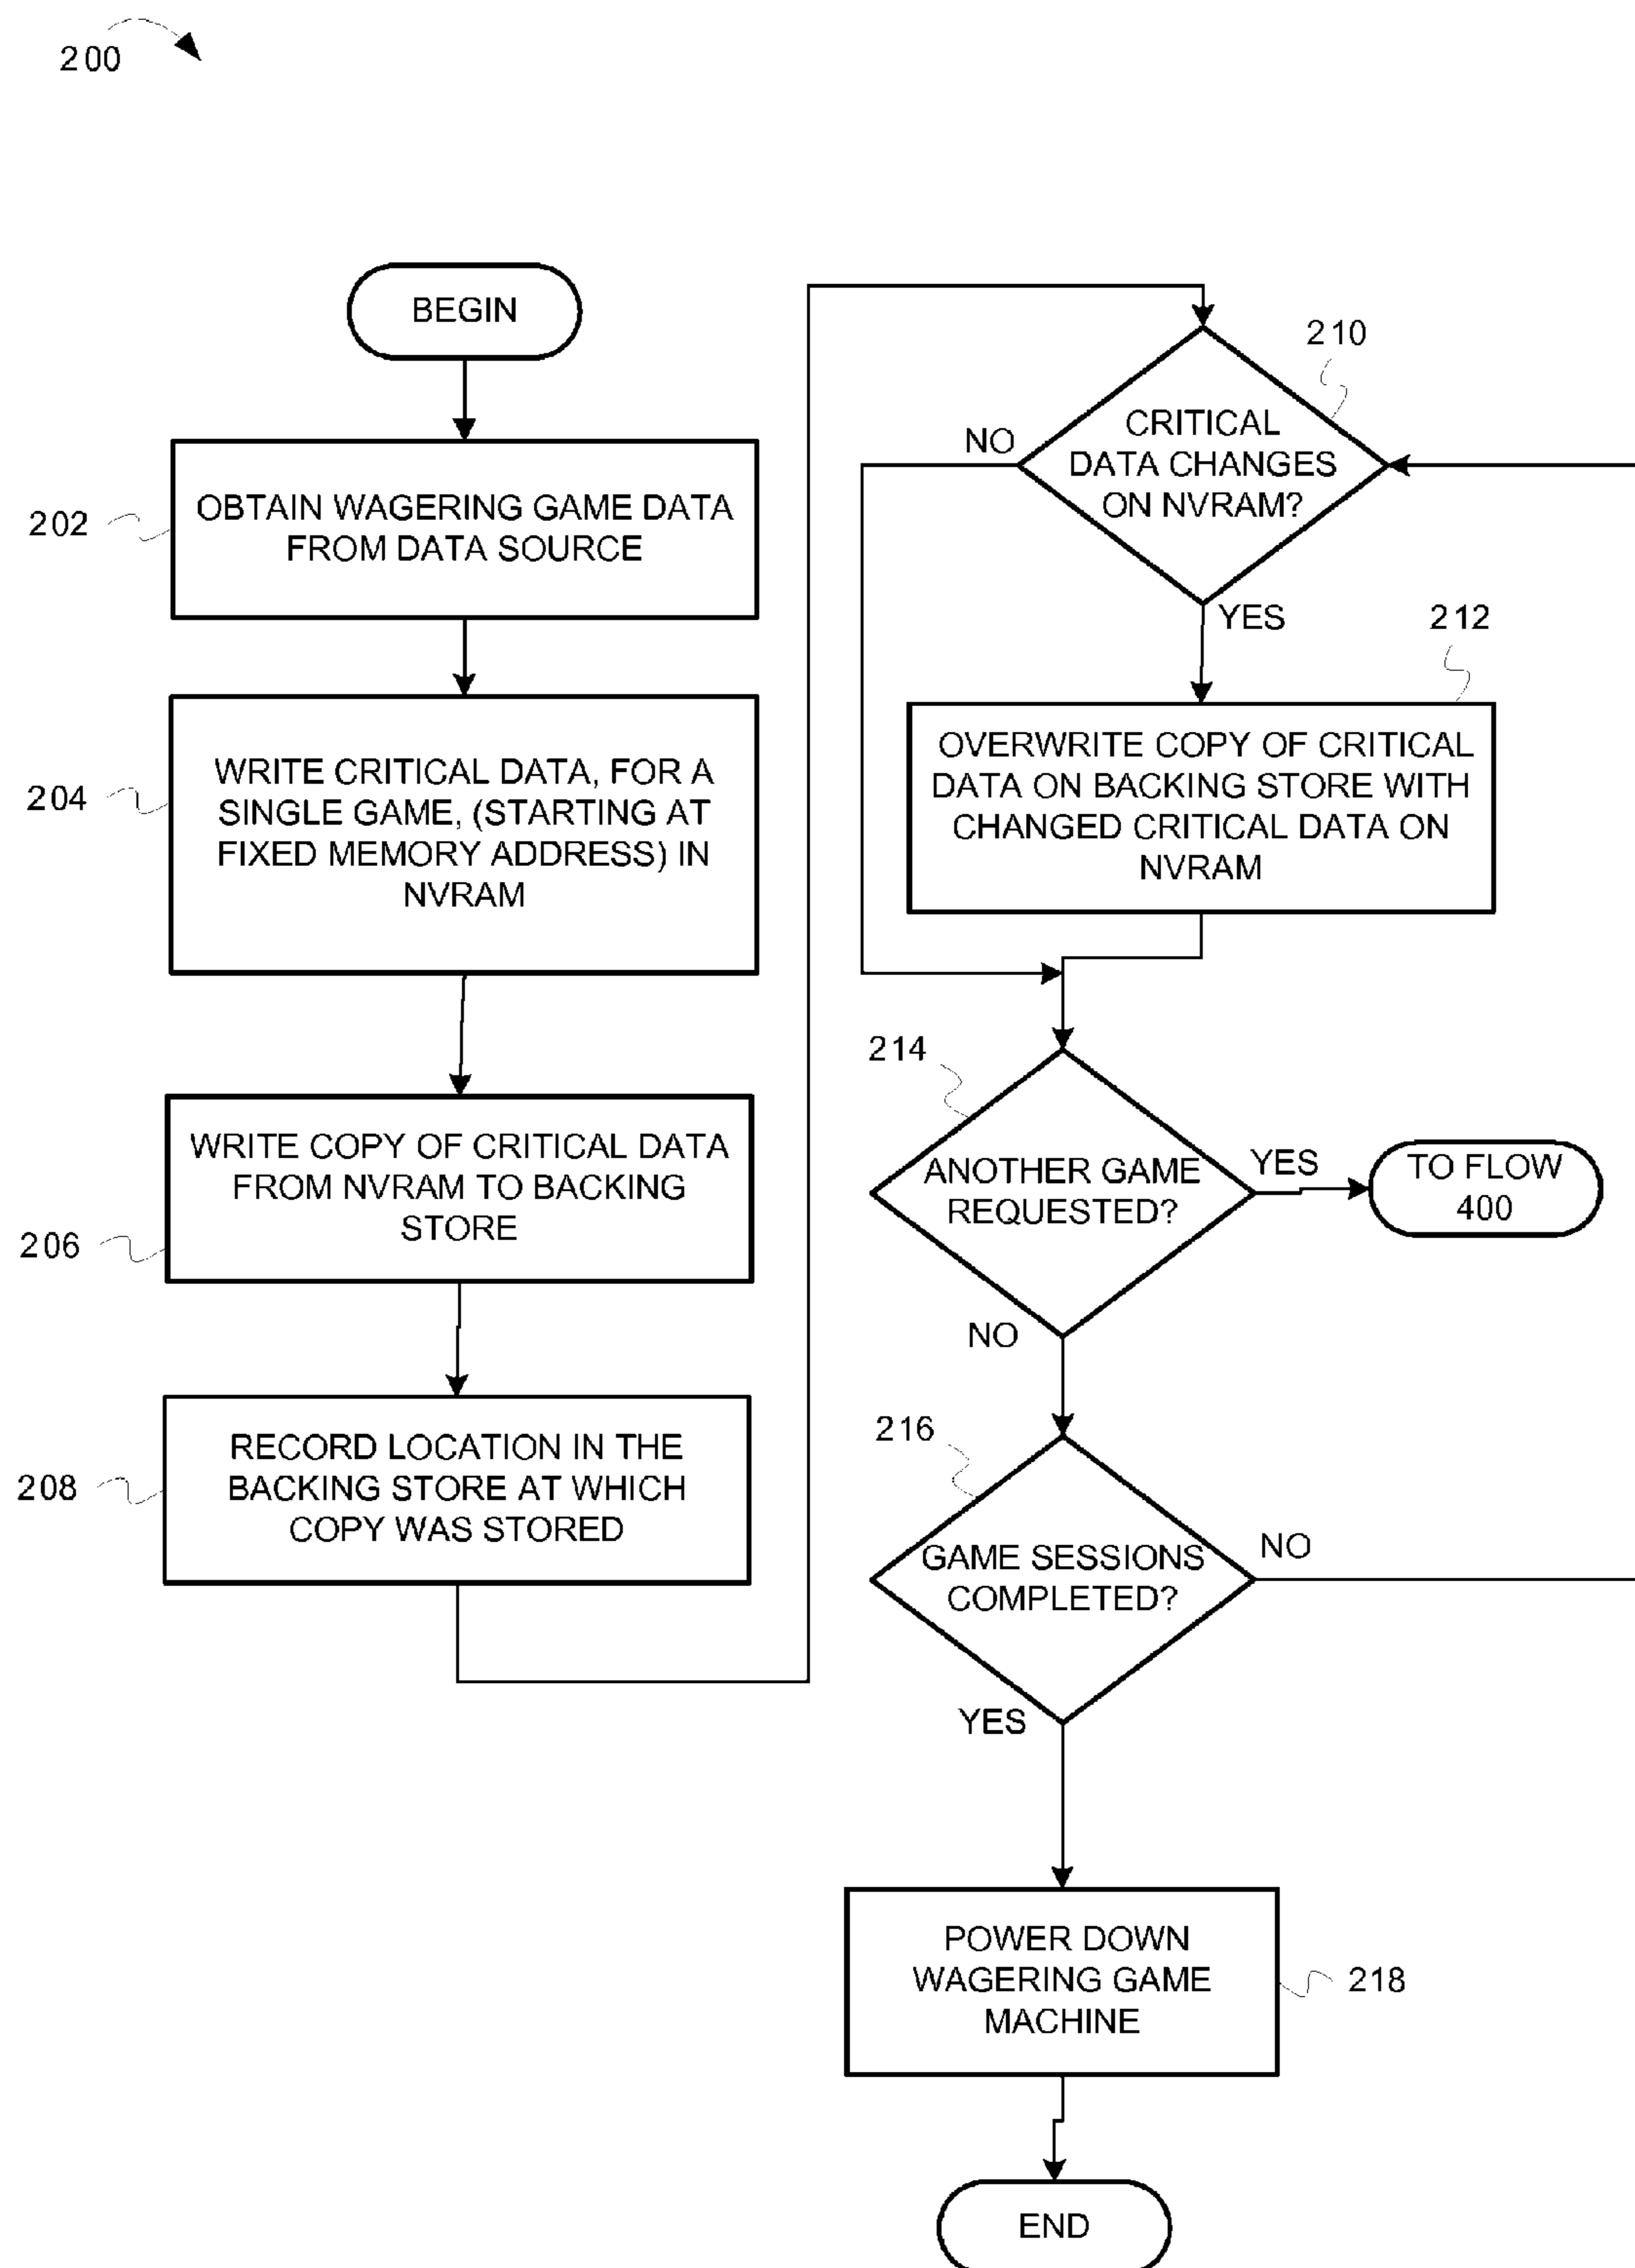 200
BEGIN
202
OBTAIN WAGERING GAME DATA
FROM DATA SOURCE
204
WRITE CRITICAL DATA, FOR A
SINGLE GAME, (STARTING AT
FIXED MEMORY ADDRESS) IN
NVRAM
206
WRITE COPY OF CRITICAL DATA
FROM NVRAM TO BACKING
STORE
208
RECORD LOCATION IN THE
BACKING STORE AT WHICH
COPY WAS STORED
210
CRITICAL
DATA CHANGES
ON NVRAM?
NO
YES
212
OVERWRITE COPY OF CRITICAL
DATA ON BACKING STORE WITH
CHANGED CRITICAL DATA ON
NVRAM
214
ANOTHER GAME
REQUESTED?
YES
TO FLOW
400
NO
216
GAME SESSIONS
COMPLETED?
NO
YES
POWER DOWN
WAGERING GAME
MACHINE
218
END